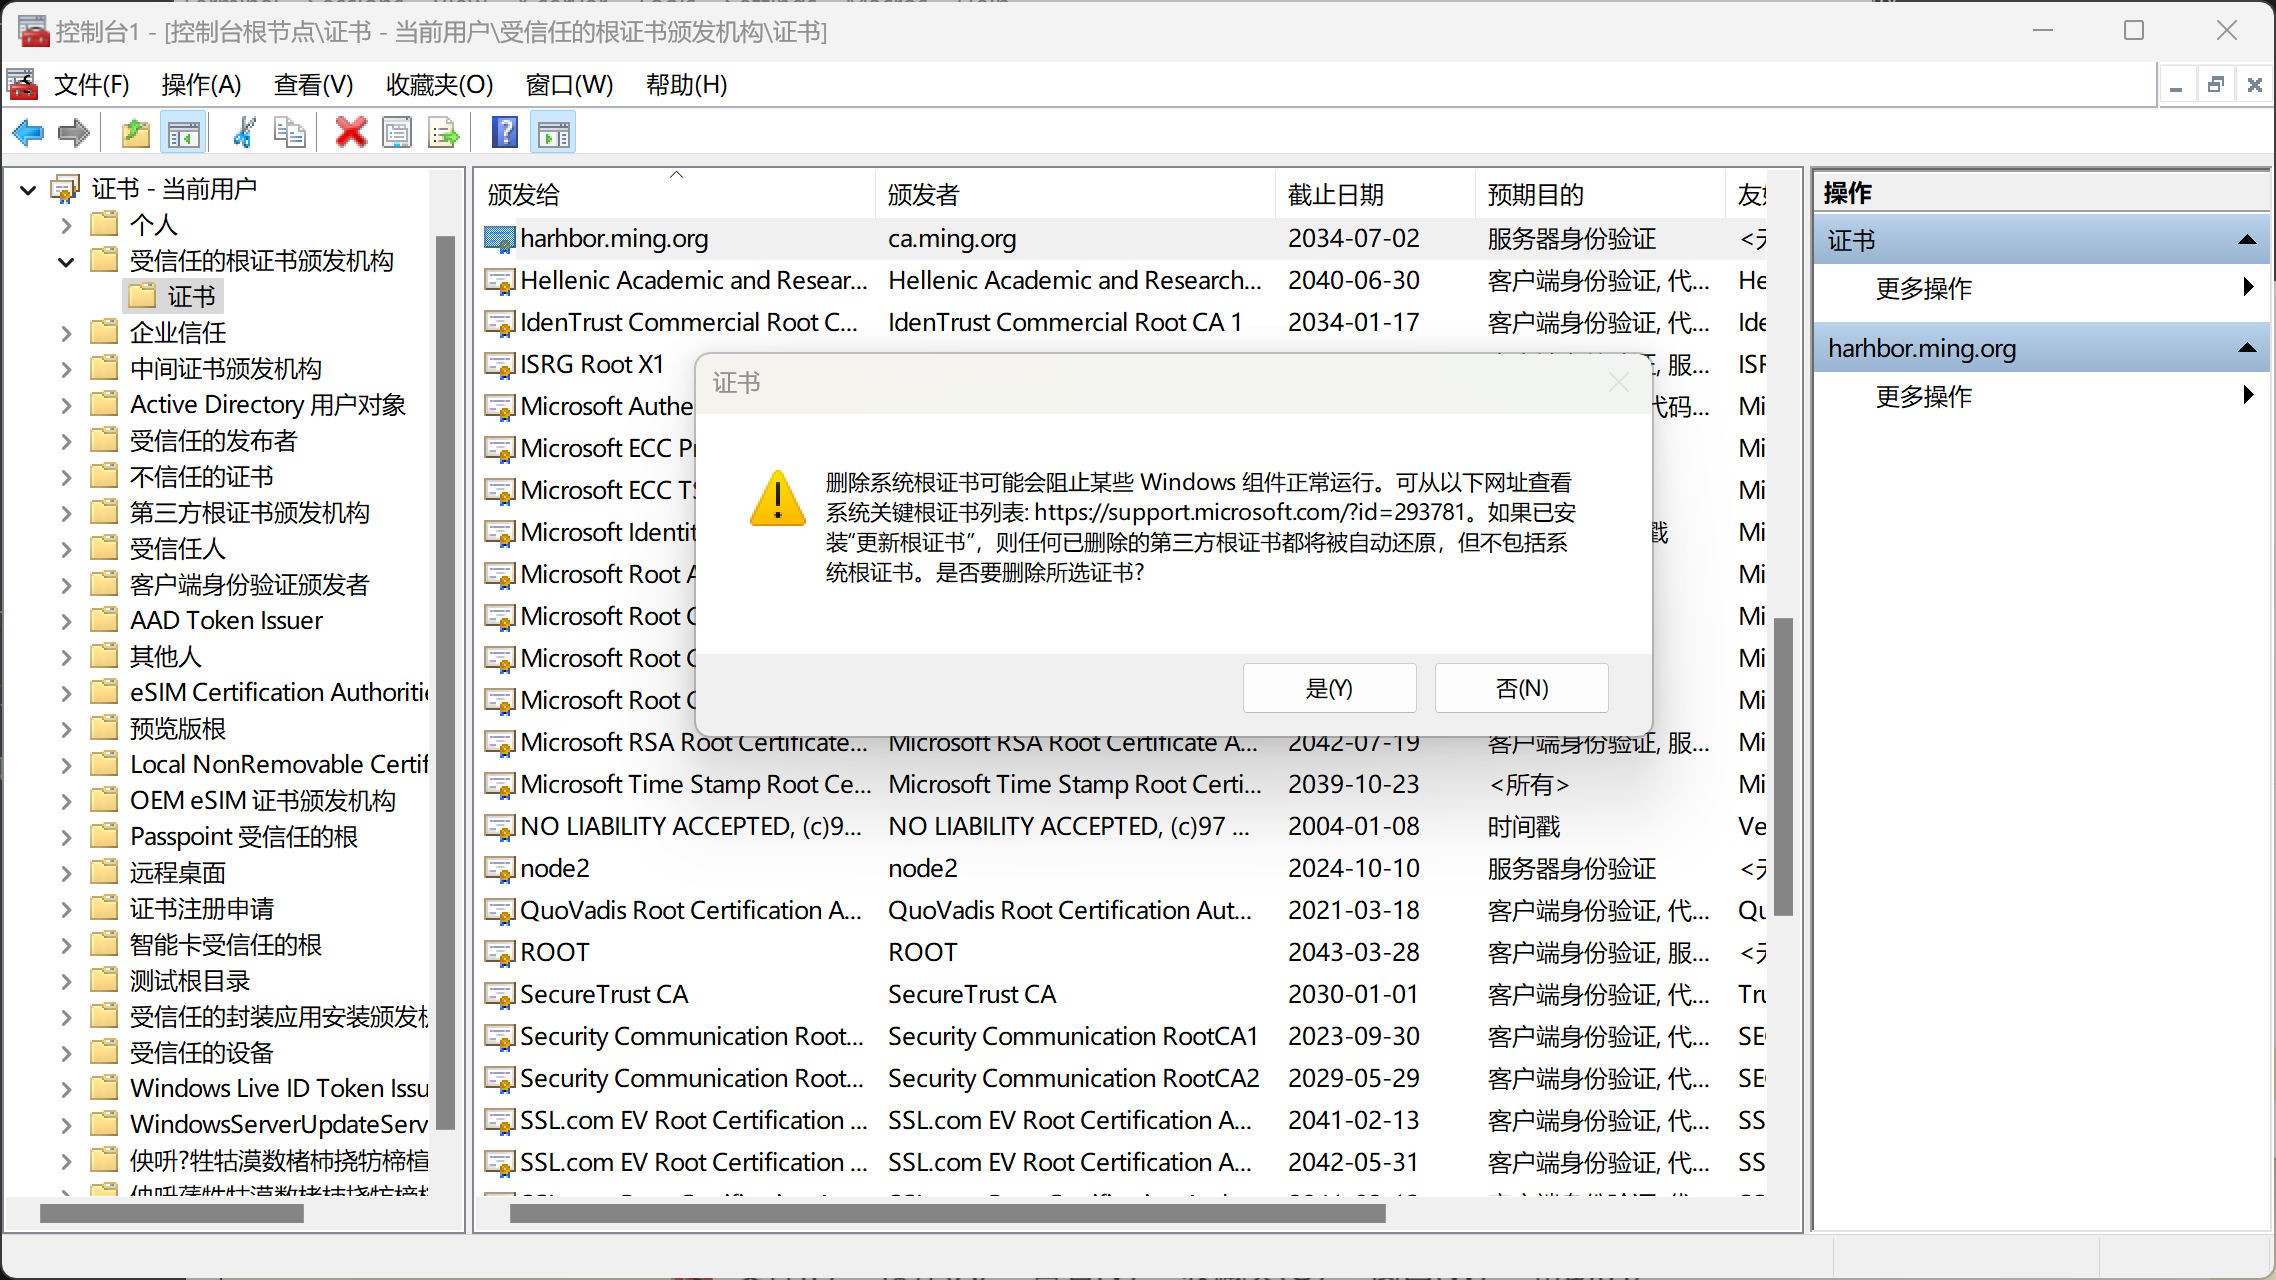 控制台1 - [控制台根节点\证书 - 当前用户\受信任的根证书颁发机构\证书]
文件(F) 操作(A) 查看(V) 收藏夹(O) 窗口(W) 帮助(H)
证书 - 当前用户
个人
受信任的根证书颁发机构
证书
企业信任
中间证书颁发机构
Active Directory 用户对象
受信任的发布者
不信任的证书
第三方根证书颁发机构
受信任人
客户端身份验证颁发者
AAD Token Issuer
其他人
eSIM Certification Authoritie
预览版根
Local NonRemovable Certif
OEM eSIM 证书颁发机构
Passpoint 受信任的根
远程桌面
证书注册申请
智能卡受信任的根
测试根目录
受信任的封装应用安装颁发机
受信任的设备
Windows Live ID Token Issu
WindowsServerUpdateServ
颁发给 颁发者 截止日期 预期目的 友
harhbor.ming.org ca.ming.org 2034-07-02 服务器身份验证 <无
Hellenic Academic and Resear... Hellenic Academic and Research... 2040-06-30 客户端身份验证, 代... He
IdenTrust Commercial Root C... IdenTrust Commercial Root CA 1 2034-01-17 客户端身份验证, 代... Ide
ISRG Root X1 服... ISR
Microsoft Authe 代码... Mi
Microsoft ECC Pr Mi
Microsoft ECC TS Mi
Microsoft Identit 戳 Mi
Microsoft Root A Mi
Microsoft Root C Mi
Microsoft Root C Mi
Microsoft Root C Mi
Microsoft RSA Root Certificate... Microsoft RSA Root Certificate A... 2042-07-19 客户端身份验证, 服... Mi
Microsoft Time Stamp Root Ce... Microsoft Time Stamp Root Certi... 2039-10-23 <所有> Mi
NO LIABILITY ACCEPTED, (c)9... NO LIABILITY ACCEPTED, (c)97 ... 2004-01-08 时间戳 Ve
node2 node2 2024-10-10 服务器身份验证 <无
QuoVadis Root Certification A... QuoVadis Root Certification Aut... 2021-03-18 客户端身份验证, 代... Qu
ROOT ROOT 2043-03-28 客户端身份验证, 服... <无
SecureTrust CA SecureTrust CA 2030-01-01 客户端身份验证, 代... Tru
Security Communication Root... Security Communication RootCA1 2023-09-30 客户端身份验证, 代... SE
Security Communication Root... Security Communication RootCA2 2029-05-29 客户端身份验证, 代... SE
SSL.com EV Root Certification ... SSL.com EV Root Certification A... 2041-02-13 客户端身份验证, 代... SS
SSL.com EV Root Certification ... SSL.com EV Root Certification A... 2042-05-31 客户端身份验证, 代... SS
证书
删除系统根证书可能会阻止某些 Windows 组件正常运行。可从以下网址查看
系统关键根证书列表: https://support.microsoft.com/?id=293781。如果已安
装“更新根证书”，则任何已删除的第三方根证书都将被自动还原，但不包括系
统根证书。是否要删除所选证书?
是(Y) 否(N)
操作
证书
更多操作
harhbor.ming.org
更多操作